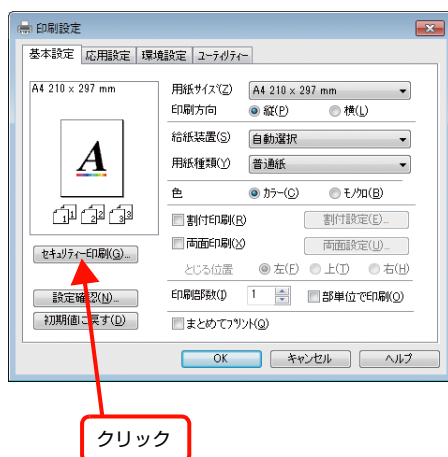 印刷設定
基本設定 応用設定 環境設定 ユーティリティー
A4 210 x 297 mm
A
1 1 2 2 3 3
セキュリティー印刷(G)...
設定確認(N)...
初期値に戻す(D)
用紙サイズ(Z) A4 210 x 297 mm
印刷方向 縦(P) 横(L)
給紙装置(S) 自動選択
用紙種類(Y) 普通紙
色 カラー(C) モノクロ(B)
割付印刷(R) 割付設定(E)...
両面印刷(X) 両面設定(U)...
とじる位置 左(F) 上(T) 右(H)
印刷部数(I) 1 部単位で印刷(O)
まとめてプリント(Q)
OK キャンセル ヘルプ
クリック